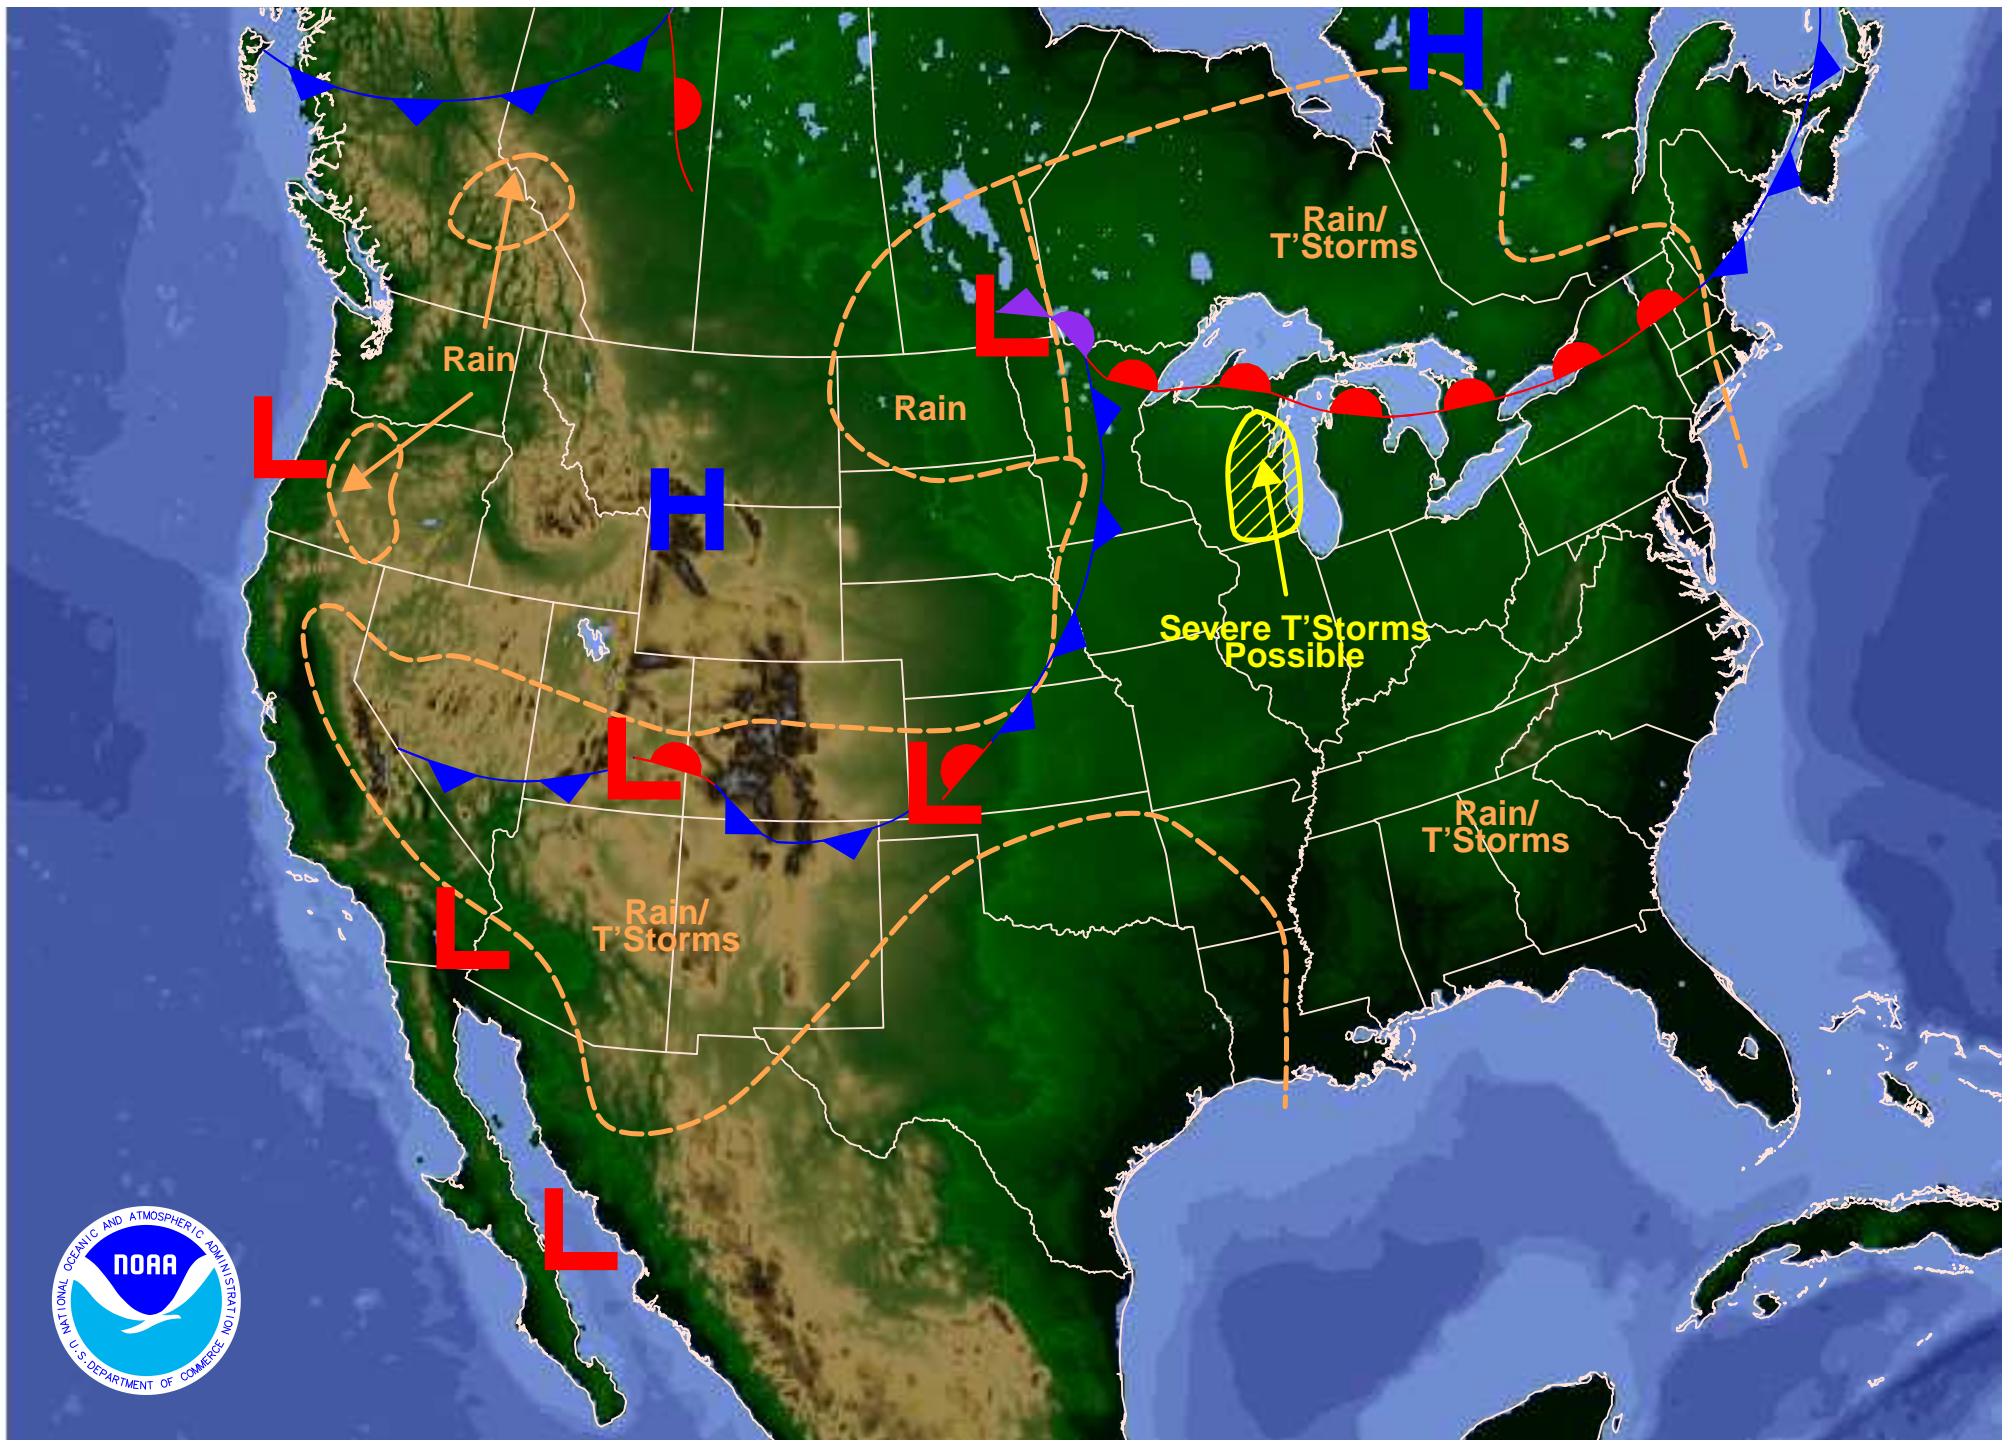 H
Rain/
T'Storms
L
Rain
L
Rain
H
Severe T'Storms
Possible
L
L
Rain/
T'Storms
L
Rain/
T'Storms
L
NATIONAL OCEANIC AND ATMOSPHERIC ADMINISTRATION
NOAA
U.S. DEPARTMENT OF COMMERCE